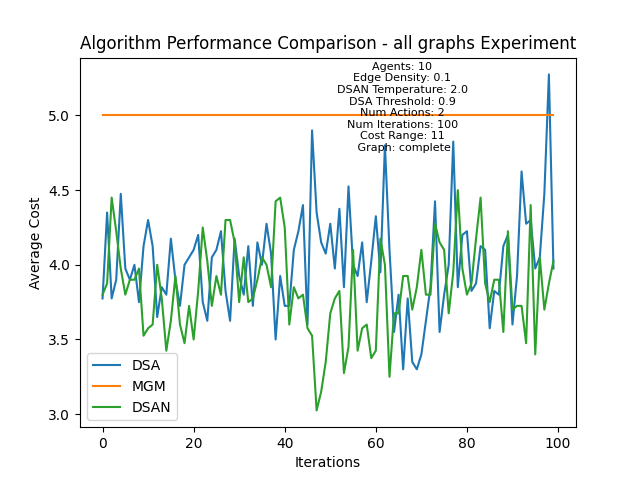 Algorithm Performance Comparison - all graphs Experiment
Agents: 10
Edge Density: 0.1
DSAN Temperature: 2.0
DSA Threshold: 0.9
Num Actions: 2
Num Iterations: 100
Cost Range: 11
Graph: complete
5.0
4.5
4.0
3.5
3.0
Average Cost
DSA
MGM
DSAN
0 20 40 60 80 100
Iterations